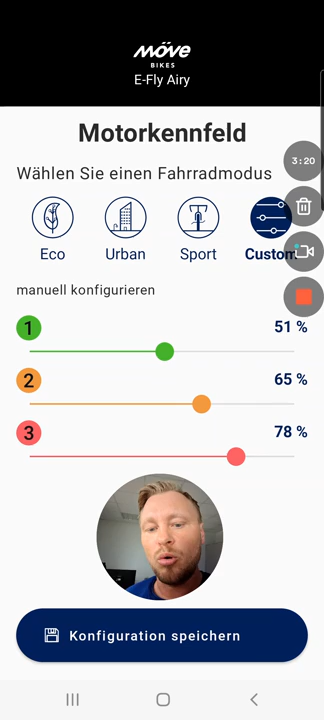 möve
BIKES
E-Fly Airy
Motorkennfeld
Wählen Sie einen Fahrradmodus
3:20
Eco
Urban
Sport
Custom
manuell konfigurieren
1
51 %
2
65 %
3
78 %
Konfiguration speichern